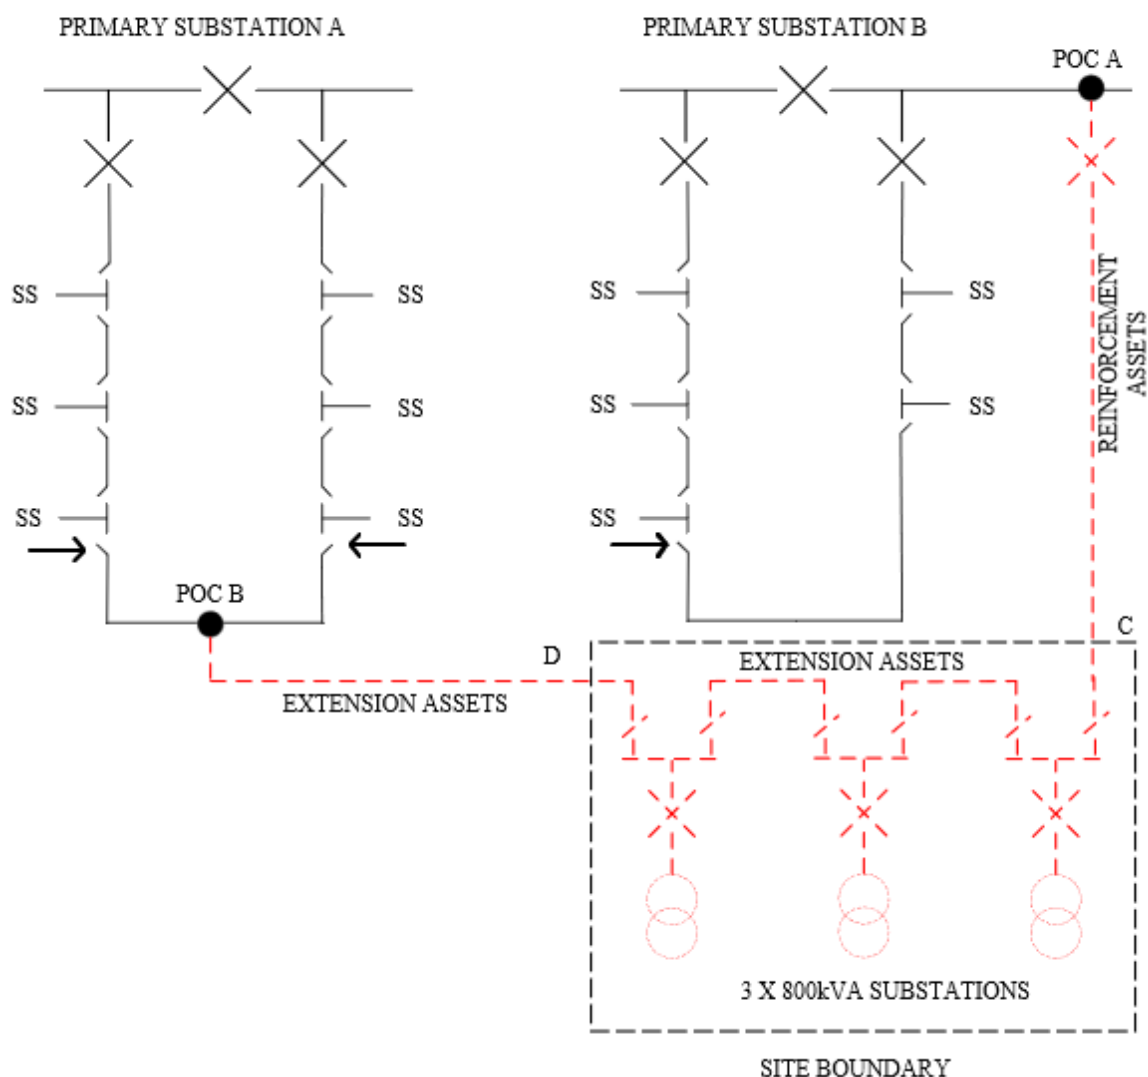 PRIMARY SUBSTATION A
PRIMARY SUBSTATION B
POC A
REINFORCEMENT
ASSETS
SS
SS
SS
SS
SS
SS
SS
SS
SS
SS
SS
POC B
C
D
EXTENSION ASSETS
EXTENSION ASSETS
3 X 800kVA SUBSTATIONS
SITE BOUNDARY